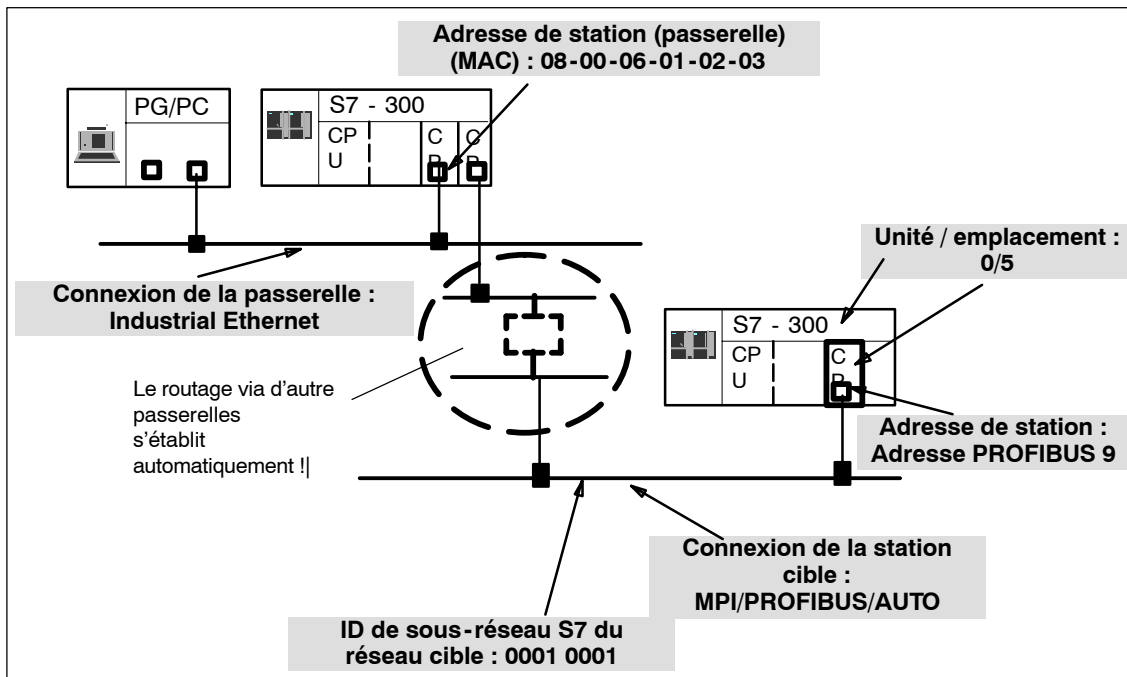 Adresse de station (passerelle)
(MAC) : 08-00-06-01-02-03
PG/PC
S7 - 300
CP
U
C
P
C
P
Connexion de la passerelle :
Industrial Ethernet
Unité / emplacement :
0/5
Le routage via d'autre
passerelles
s'établit
automatiquement !|
S7 - 300
CP
U
C
P
Adresse de station :
Adresse PROFIBUS 9
Connexion de la station
cible :
MPI/PROFIBUS/AUTO
ID de sous-réseau S7 du
réseau cible : 0001 0001